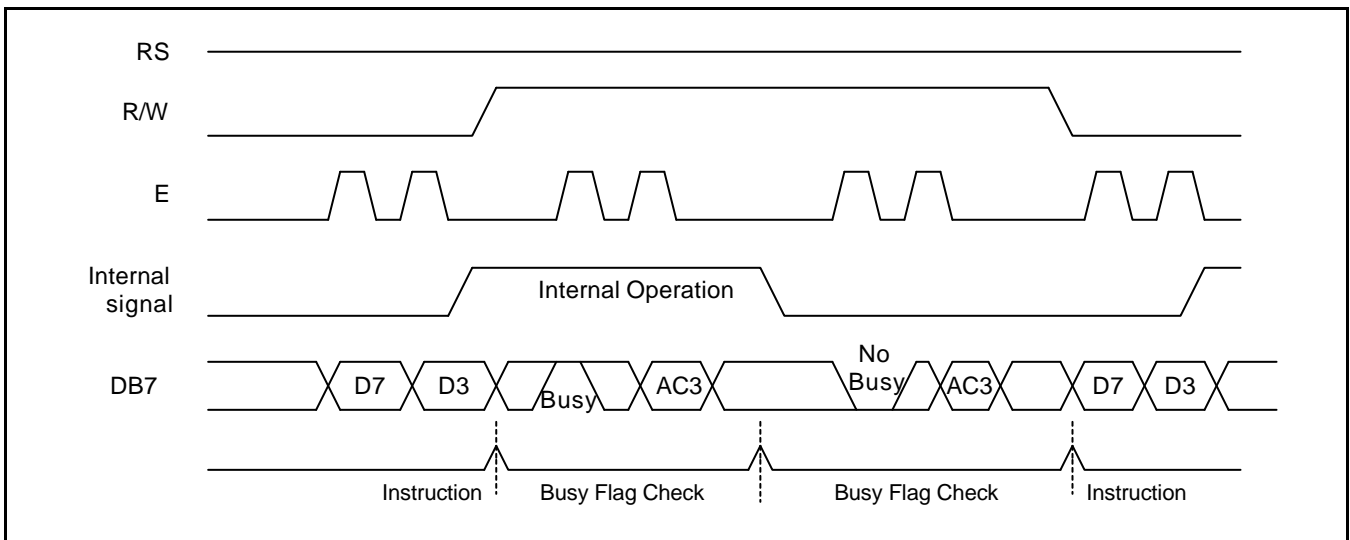 RS
R/W
E
Internal
signal
Internal Operation
DB7
D7
D3
Busy
AC3
No
Busy
AC3
D7
D3
Instruction
Busy Flag Check
Busy Flag Check
Instruction